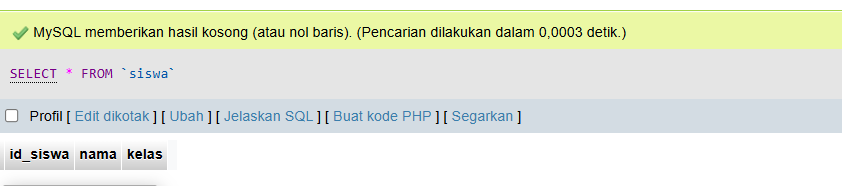 MySQL memberikan hasil kosong (atau nol baris). (Pencarian dilakukan dalam 0,0003 detik.)
SELECT * FROM `siswa`
Profil [ Edit dikotak ] [ Ubah ] [ Jelaskan SQL ] [ Buat kode PHP ] [ Segarkan ]
id_siswa nama kelas